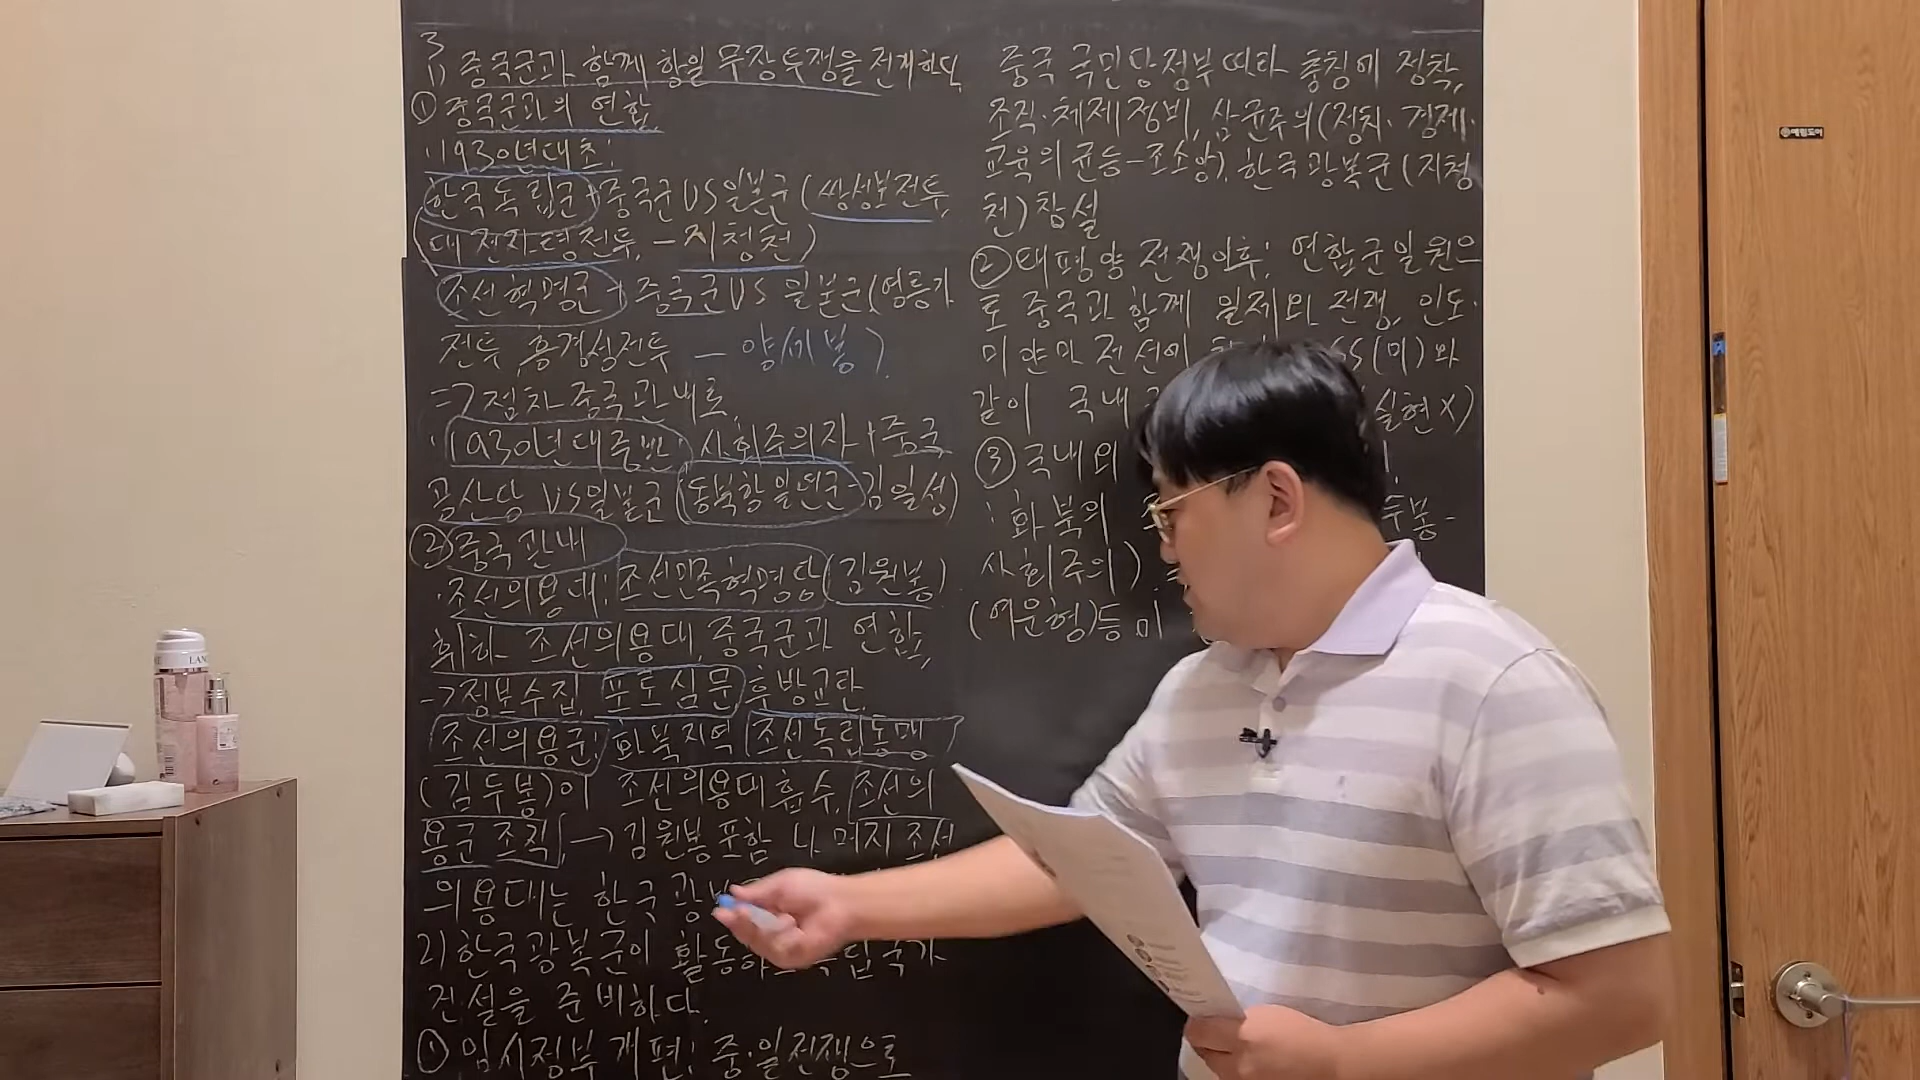 3
1) 중국군과 함께 항일 무장투쟁을 전개하다
① 중국군과의 연합
·1930년대초:
한국독립군+중국군 VS 일본군(쌍성보전투,
대전자령전투, -지청천)
조선혁명군+중국군 VS 일본군(영릉가
전투, 흥경성전투 - 양세봉)
=> 점차 중국 관내로
·1930년대중반: 사회주의자+중국
공산당 VS 일본군 (동북항일연군-김일성)
② 중국 관내
·조선의용대: 조선민족혁명당(김원봉)
휘하 조선의용대, 중국군과 연합,
→정보수집, 포로심문, 후방교란.
조선의용군: 화북지역 조선독립동맹
(김두봉)이 조선의용대 흡수, 조선의
용군 조직, → 김원봉 포함 나머지 조선
의용대는 한국 광
2) 한국 광복군이 활동하 국가
건설을 준비하다.
① 임시정부 개편: 중·일전쟁으로
중국 국민당정부 따라 충칭에 정착,
조직·체제정비, 삼균주의(정치·경제·
교육의 균등-조소앙), 한국광복군(지청
천) 창설
② 태평양 전쟁이후: 연합군 일원으
로 중국과 함께 일제와 전쟁, 인도·
미얀마 전선에 SS(미)와
같이 국내 실현X)
③ 국내외
: 화북의 두봉-
사회주의)
(여운형)등이
예림도어
LAN